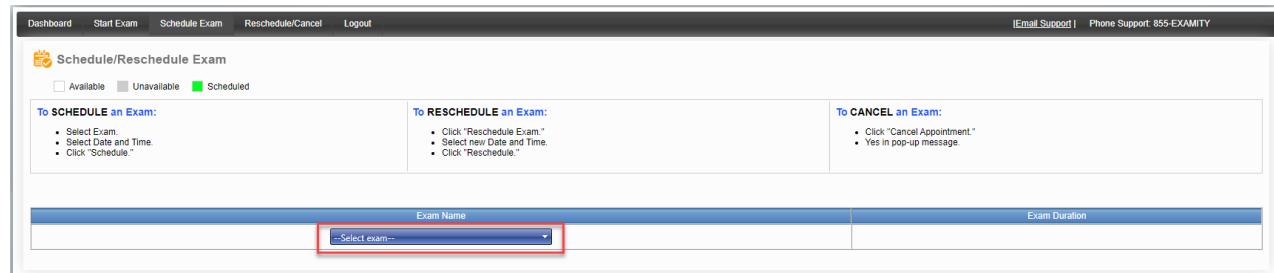 Dashboard Start Exam Schedule Exam Reschedule/Cancel Logout |Email Support| Phone Support: 855-EXAMITY
Schedule/Reschedule Exam
Available Unavailable Scheduled
To SCHEDULE an Exam:
• Select Exam.
• Select Date and Time.
• Click "Schedule."
To RESCHEDULE an Exam:
• Click "Reschedule Exam."
• Select new Date and Time.
• Click "Reschedule."
To CANCEL an Exam:
• Click "Cancel Appointment."
• Yes in pop-up message.
Exam Name Exam Duration
--Select exam--